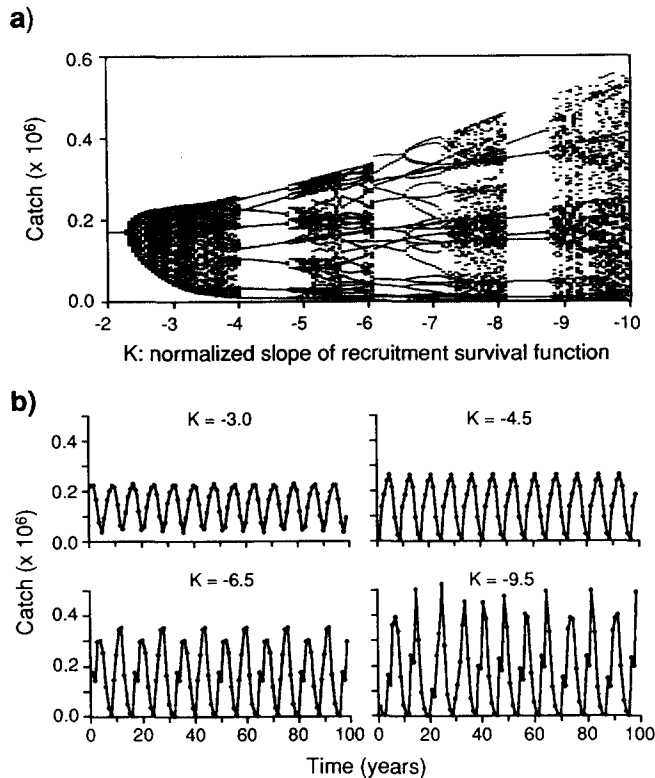 a)
0.6
0.4
0.2
0.0
Catch (x 10⁶)
-2 -3 -4 -5 -6 -7 -8 -9 -10
K: normalized slope of recruitment survival function
b)
K = -3.0
K = -4.5
0.4
0.2
0.0
K = -6.5
K = -9.5
0.4
0.2
0.0
Catch (x 10⁶)
0 20 40 60 80 100
0 20 40 60 80 100
Time (years)